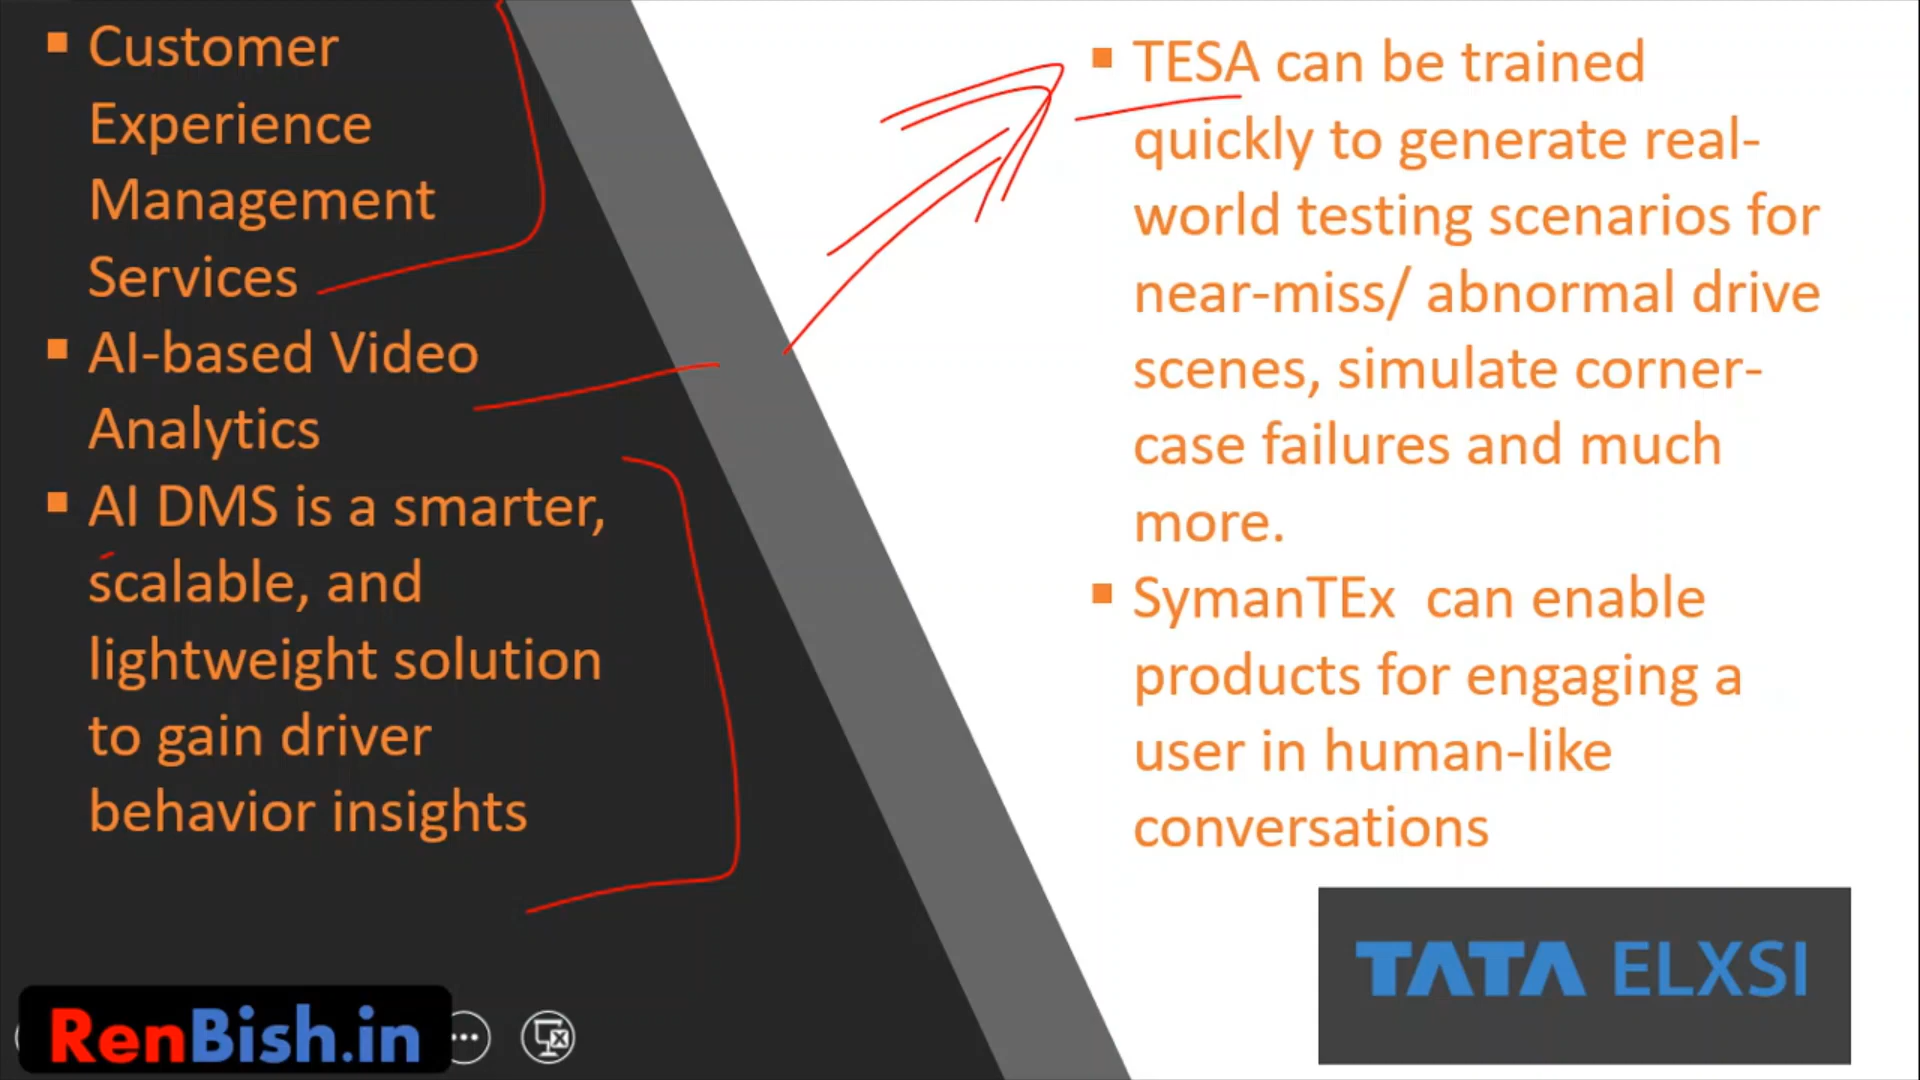 Customer
Experience
Management
Services
AI-based Video
Analytics
AI DMS is a smarter,
scalable, and
lightweight solution
to gain driver
behavior insights
TESA can be trained
quickly to generate real-
world testing scenarios for
near-miss/ abnormal drive
scenes, simulate corner-
case failures and much
more.
SymanTEx  can enable
products for engaging a
user in human-like
conversations
TATA ELXSI
RenBish.in